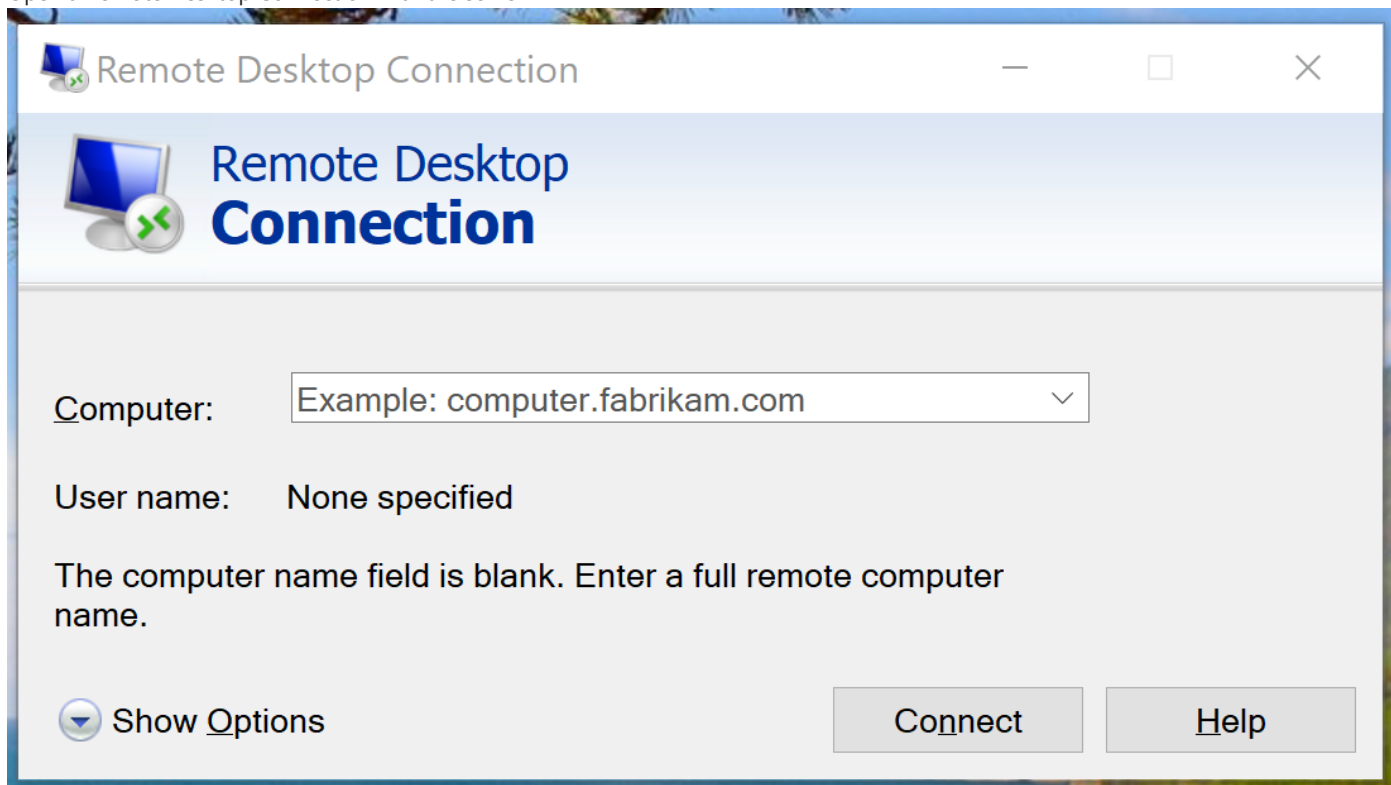 Remote Desktop Connection
Remote Desktop
Connection
Computer: Example: computer.fabrikam.com
User name: None specified
The computer name field is blank. Enter a full remote computer
name.
Show Options Connect Help